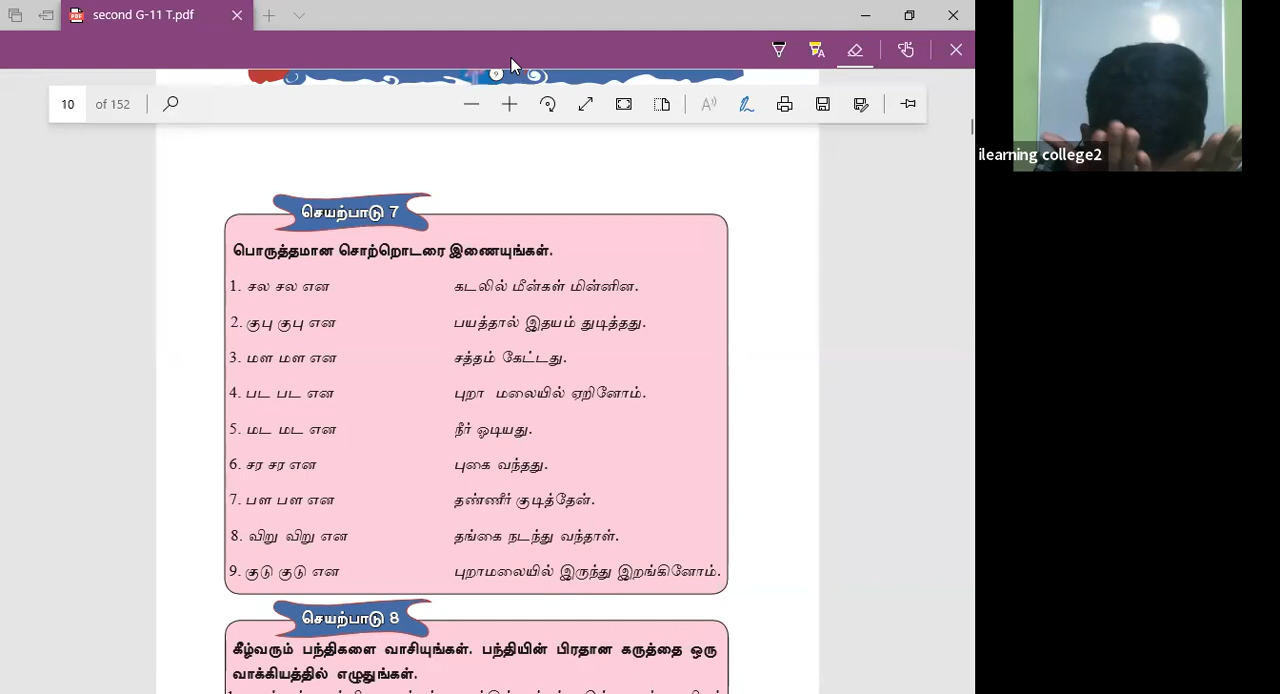 second G-11 T.pdf
9
10 of 152
ilearning college2
செயற்பாடு 7
பொருத்தமான சொற்றொடரை இணையுங்கள்.
1. சல சல என கடலில் மீன்கள் மின்னின.
2. குபு குபு என பயத்தால் இதயம் துடித்தது.
3. மள மள என சத்தம் கேட்டது.
4. பட பட என புறா மலையில் ஏறினோம்.
5. மட மட என நீர் ஓடியது.
6. சர சர என புகை வந்தது.
7. பள பள என தண்ணீர் குடித்தேன்.
8. விறு விறு என தங்கை நடந்து வந்தாள்.
9. குடு குடு என புறாமலையில் இருந்து இறங்கினோம்.
செயற்பாடு 8
கீழ்வரும் பந்திகளை வாசியுங்கள். பந்தியின் பிரதான கருத்தை ஒரு
வாக்கியத்தில் எழுதுங்கள்.